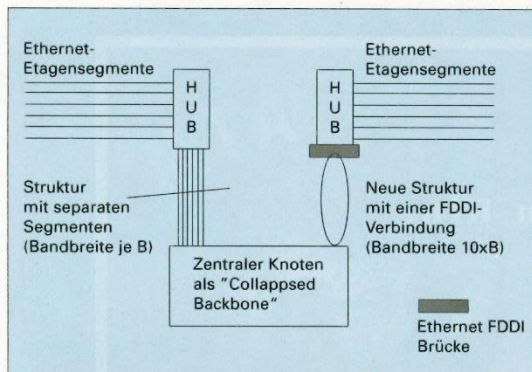 Ethernet-
Etagensegmente
H
U
B
Ethernet-
Etagensegmente
H
U
B
Struktur
mit separaten
Segmenten
(Bandbreite je B)
Neue Struktur
mit einer FDDI-
Verbindung
(Bandbreite 10xB)
Zentraler Knoten
als "Collappsed
Backbone"
Ethernet FDDI
Brücke